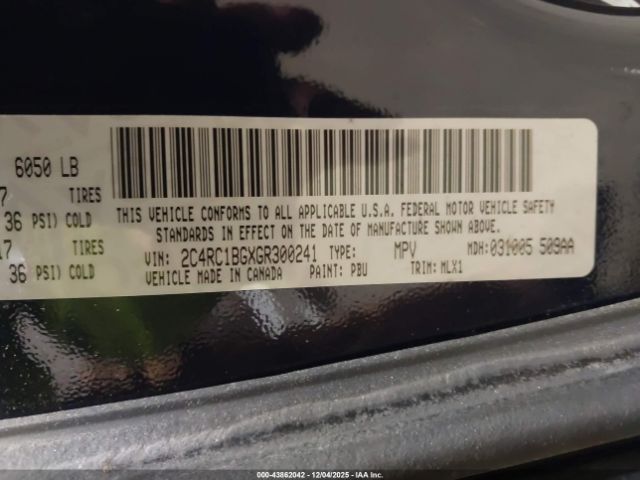 6050 LB
7 TIRES
36 PSI) COLD
17 TIRES
36 PSI) COLD
THIS VEHICLE CONFORMS TO ALL APPLICABLE U.S.A. FEDERAL MOTOR VEHICLE SAFETY
STANDARDS IN EFFECT ON THE DATE OF MANUFACTURE SHOWN ABOVE.
VIN: 2C4RC1BGXGR300241 TYPE: MPV MDH: 031005 509AA
VEHICLE MADE IN CANADA PAINT: PBU TRIM: MLX1
00-43862042 - 12/04/2025 - IAA Inc.